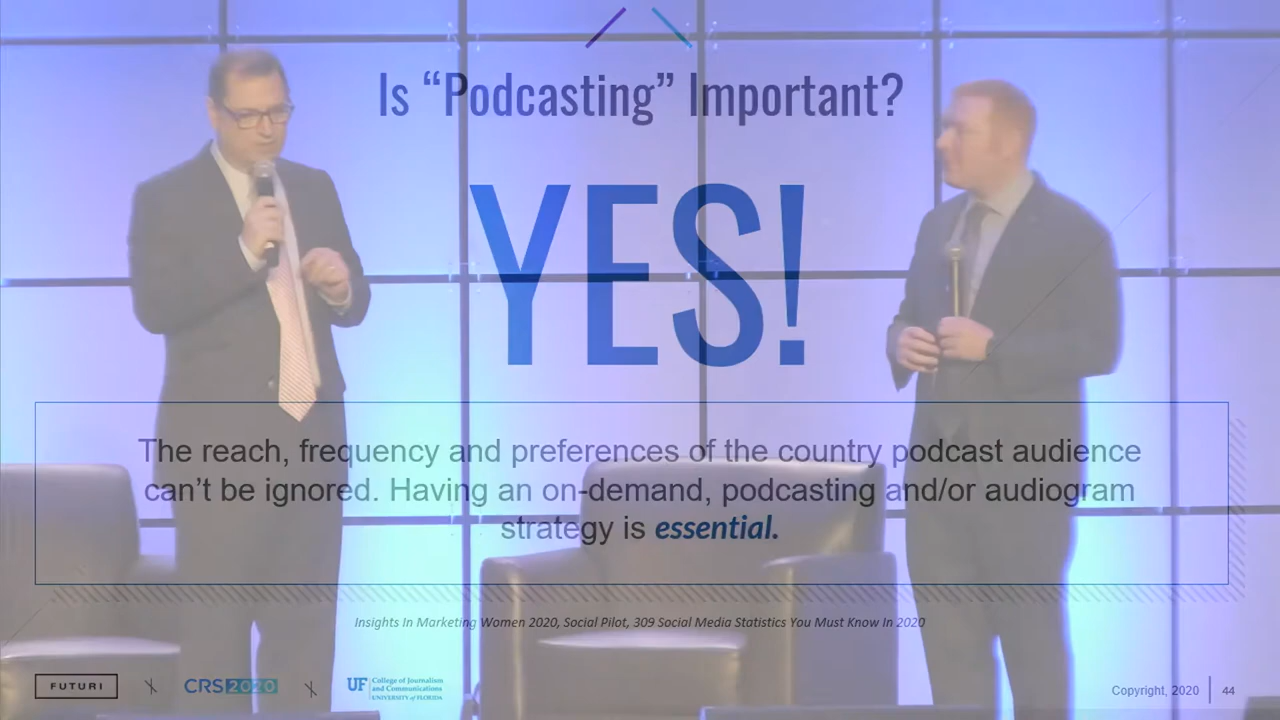 Is “Podcasting” Important?
YES!
The reach, frequency and preferences of the country podcast audience
can’t be ignored. Having an on-demand, podcasting and/or audiogram
strategy is essential.
Insights In Marketing Women 2020, Social Pilot, 309 Social Media Statistics You Must Know In 2020
FUTURI
CRS2020
UF College of Journalism
and Communications
UNIVERSITY of FLORIDA
Copyright, 2020
44